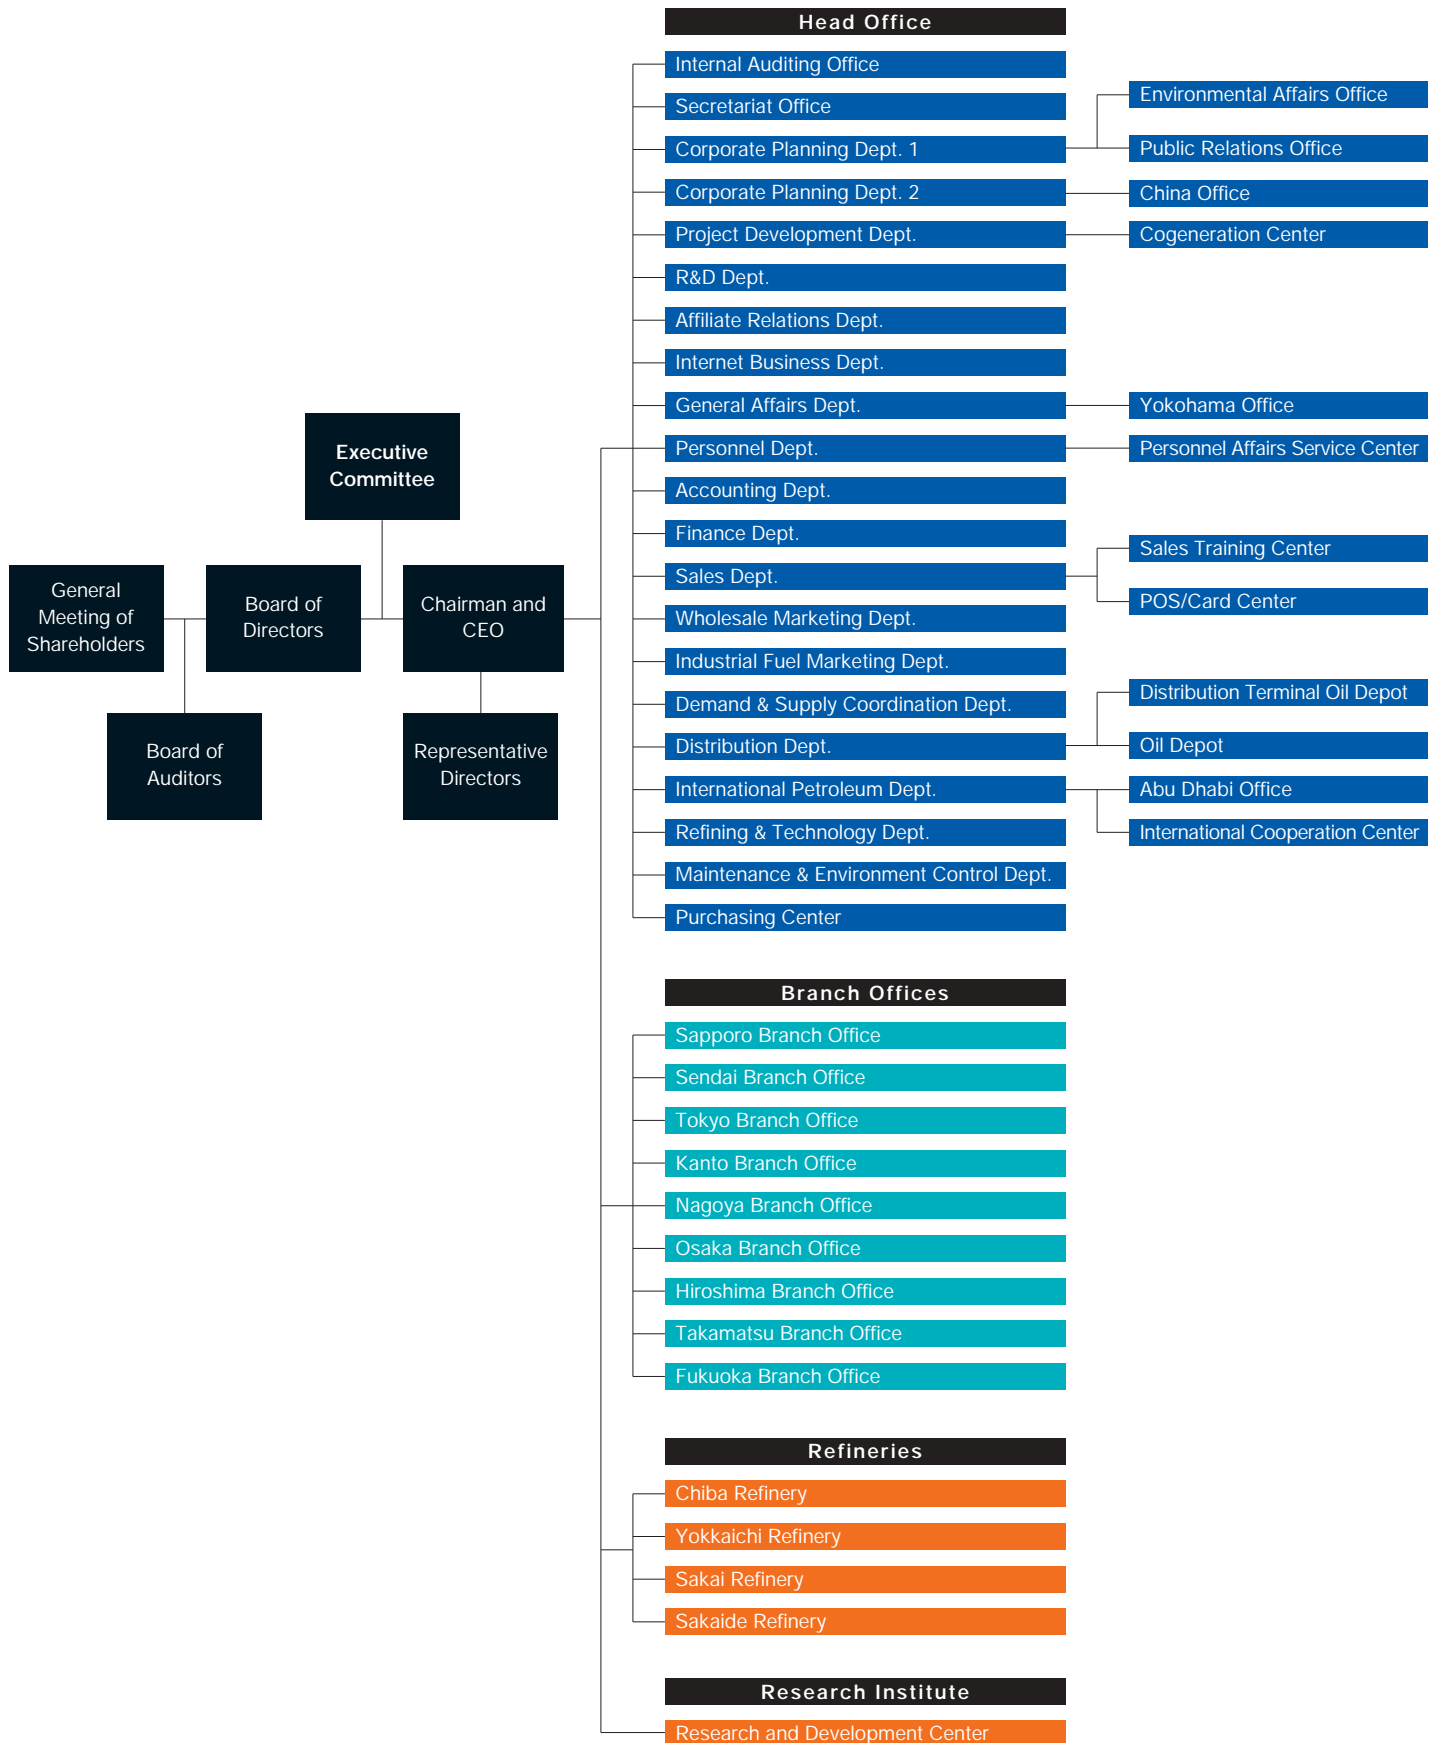 Head Office
Internal Auditing Office
Secretariat Office
Environmental Affairs Office
Corporate Planning Dept. 1
Public Relations Office
Corporate Planning Dept. 2
China Office
Project Development Dept.
Cogeneration Center
R&D Dept.
Affiliate Relations Dept.
Internet Business Dept.
General Affairs Dept.
Yokohama Office
Personnel Dept.
Personnel Affairs Service Center
Accounting Dept.
Finance Dept.
Sales Dept.
Sales Training Center
POS/Card Center
Wholesale Marketing Dept.
Industrial Fuel Marketing Dept.
Demand & Supply Coordination Dept.
Distribution Dept.
Distribution Terminal Oil Depot
Oil Depot
International Petroleum Dept.
Abu Dhabi Office
International Cooperation Center
Refining & Technology Dept.
Maintenance & Environment Control Dept.
Purchasing Center
Executive
Committee
General
Meeting of
Shareholders
Board of
Directors
Chairman and
CEO
Board of
Auditors
Representative
Directors
Branch Offices
Sapporo Branch Office
Sendai Branch Office
Tokyo Branch Office
Kanto Branch Office
Nagoya Branch Office
Osaka Branch Office
Hiroshima Branch Office
Takamatsu Branch Office
Fukuoka Branch Office
Refineries
Chiba Refinery
Yokkaichi Refinery
Sakai Refinery
Sakaide Refinery
Research Institute
Research and Development Center